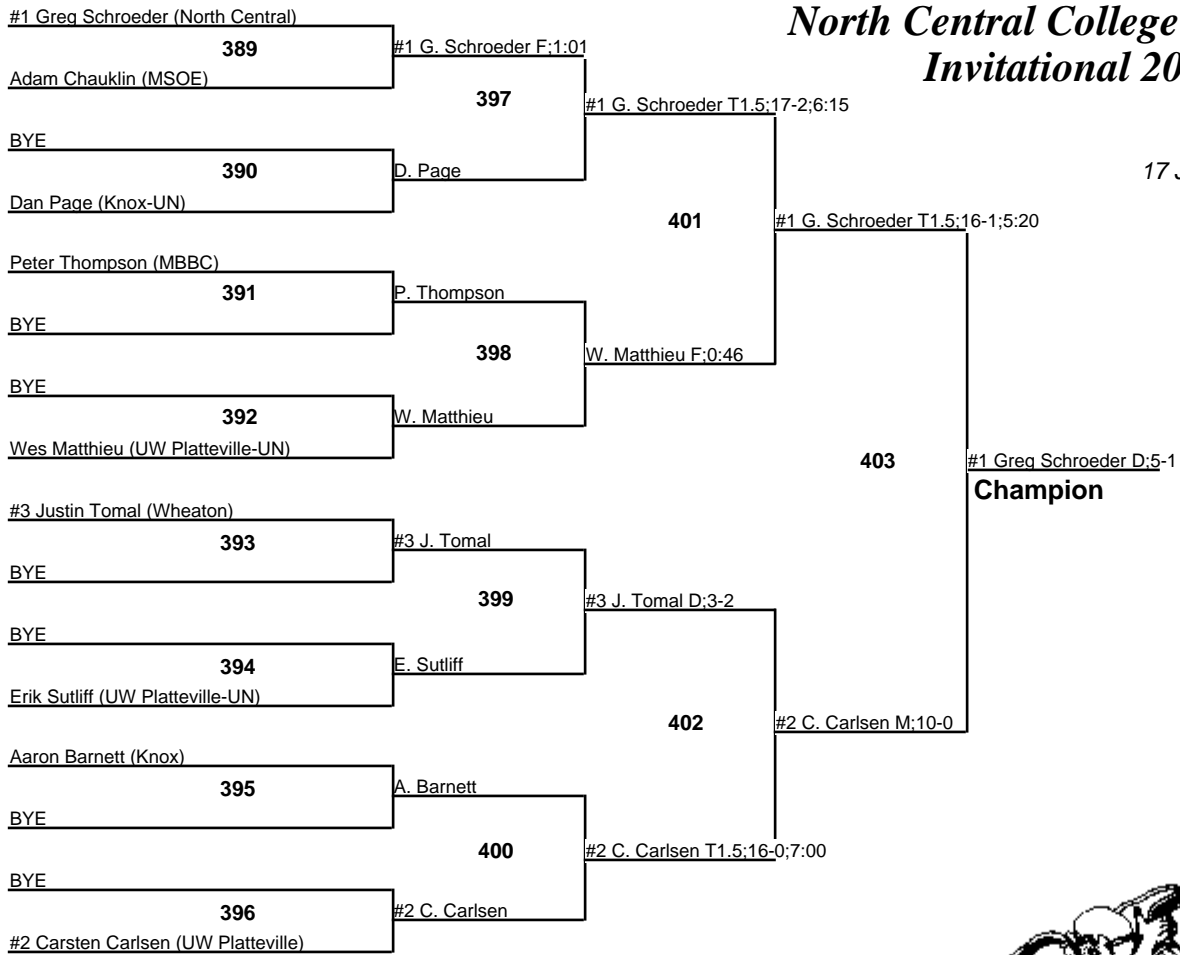 North Central College
Invitational 20
17 J
#1 Greg Schroeder (North Central)
389
Adam Chauklin (MSOE)
#1 G. Schroeder F;1:01
397
BYE
390
Dan Page (Knox-UN)
D. Page
#1 G. Schroeder T1.5;17-2;6:15
401
Peter Thompson (MBBC)
391
BYE
P. Thompson
398
BYE
392
Wes Matthieu (UW Platteville-UN)
W. Matthieu
W. Matthieu F;0:46
#1 G. Schroeder T1.5;16-1;5:20
403
#3 Justin Tomal (Wheaton)
393
BYE
#3 J. Tomal
399
BYE
394
Erik Sutliff (UW Platteville-UN)
E. Sutliff
#3 J. Tomal D;3-2
402
Aaron Barnett (Knox)
395
BYE
A. Barnett
400
BYE
396
#2 Carsten Carlsen (UW Platteville)
#2 C. Carlsen
#2 C. Carlsen T1.5;16-0;7:00
#2 C. Carlsen M;10-0
#1 Greg Schroeder D;5-1
Champion